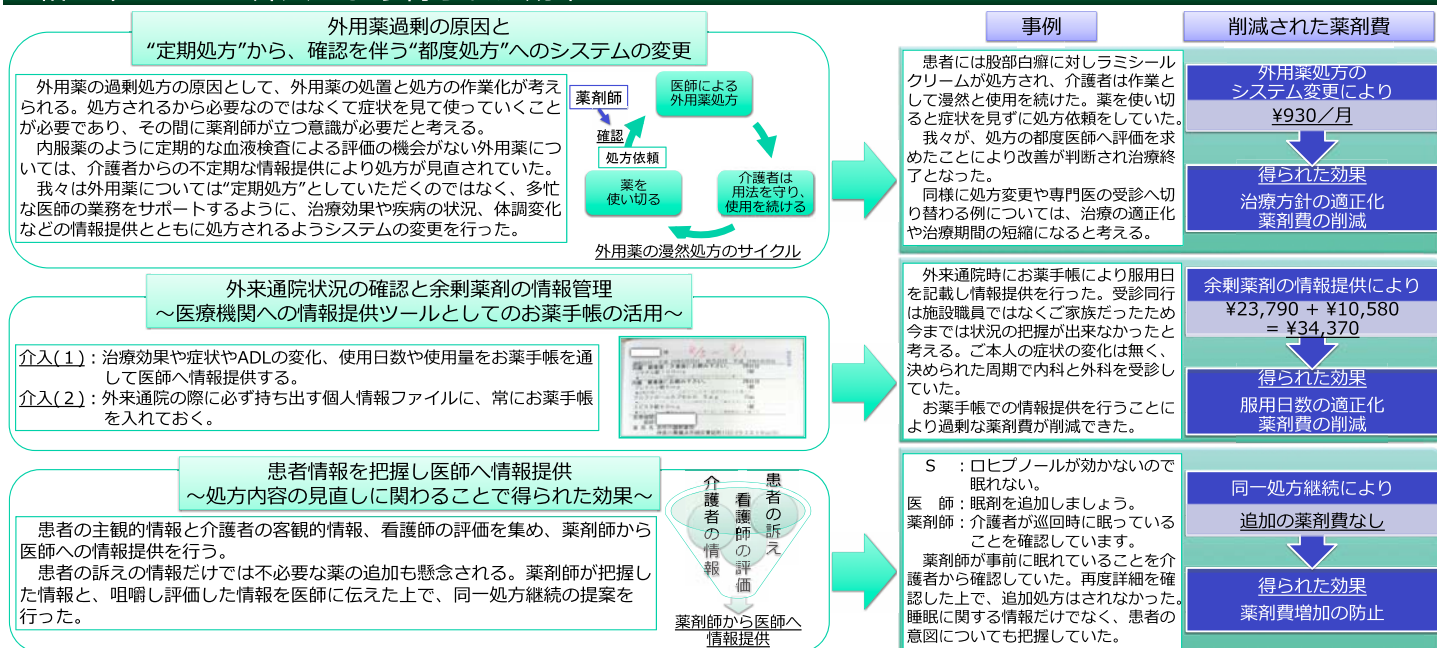 外用薬過剰の原因と
“定期処方”から、確認を伴う“都度処方”へのシステムの変更
外用薬の過剰処方の原因として、外用薬の処置と処方の作業化が考え
られる。処方されるから必要なのではなくて症状を見て使っていくこと
が必要であり、その間に薬剤師が立つ意識が必要だと考える。
内服薬のように定期的な血液検査による評価の機会がない外用薬につ
いては、介護者からの不定期な情報提供により処方が見直されていた。
我々は外用薬については“定期処方”としていただくのではなく、多忙
な医師の業務をサポートするように、治療効果や疾病の状況、体調変化
などの情報提供とともに処方されるようシステムの変更を行った。
薬剤師
確認
処方依頼
医師による
外用薬処方
介護者は
用法を守り、
使用を続ける
薬を
使い切る
外用薬の漫然処方のサイクル
事例
患者には股部白癬に対しラミシール
クリームが処方され、介護者は作業と
して漫然と使用を続けた。薬を使い切
ると症状を見ずに処方依頼をしていた。
我々が、処方の都度医師へ評価を求
めたことにより改善が判断され治療終
了となった。
同様に処方変更や専門医の受診へ切
り替わる例については、治療の適正化
や治療期間の短縮になると考える。
削減された薬剤費
外用薬処方の
システム変更により
¥930／月
得られた効果
治療方針の適正化
薬剤費の削減
外来通院状況の確認と余剰薬剤の情報管理
～医療機関への情報提供ツールとしてのお薬手帳の活用～
介入(１)：治療効果や症状やADLの変化、使用日数や使用量をお薬手帳を通
して医師へ情報提供する。
介入(２)：外来通院の際に必ず持ち出す個人情報ファイルに、常にお薬手帳
を入れておく。
外来通院時にお薬手帳により服用日
を記載し情報提供を行った。受診同行
は施設職員ではなくご家族だったため
今までは状況の把握が出来なかったと
考える。ご本人の症状の変化は無く、
決められた周期で内科と外科を受診し
ていた。
お薬手帳での情報提供を行うことに
より過剰な薬剤費が削減できた。
余剰薬剤の情報提供により
¥23,790 + ¥10,580
= ¥34,370
得られた効果
服用日数の適正化
薬剤費の削減
患者情報を把握し医師へ情報提供
～処方内容の見直しに関わることで得られた効果～
患者の主観的情報と介護者の客観的情報、看護師の評価を集め、薬剤師から
医師への情報提供を行う。
患者の訴えの情報だけでは不必要な薬の追加も懸念される。薬剤師が把握し
た情報と、咀嚼し評価した情報を医師に伝えた上で、同一処方継続の提案を
行った。
介護者の情報
看護師の評価
患者の訴え
薬剤師から医師へ
情報提供
Ｓ　：ロヒプノールが効かないので
眠れない。
医　師：眠剤を追加しましょう。
薬剤師：介護者が巡回時に眠っている
ことを確認しています。
薬剤師が事前に眠れていることを介
護者から確認していた。再度詳細を確
認した上で、追加処方はされなかった。
睡眠に関する情報だけでなく、患者の
意図についても把握していた。
同一処方継続により
追加の薬剤費なし
得られた効果
薬剤費増加の防止